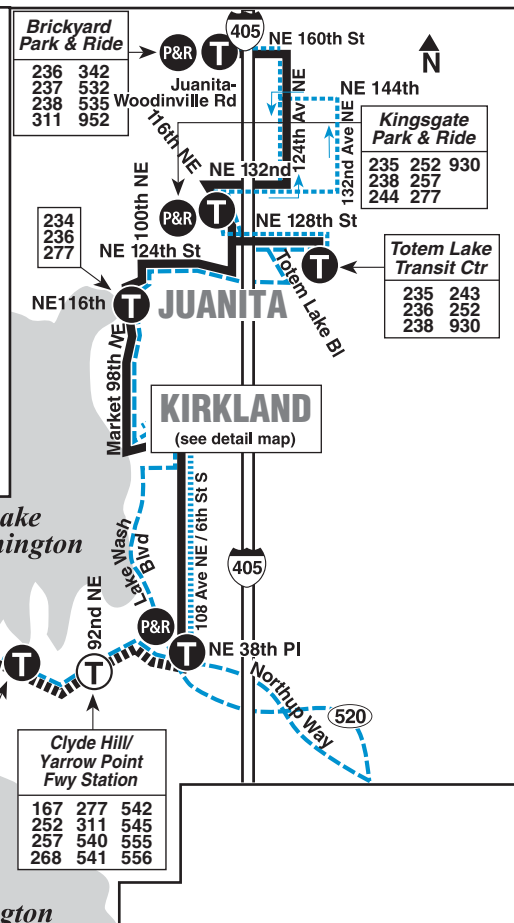 Brickyard
Park & Ride
236 342
237 532
238 535
311 952
P&R
T
405
NE 160th St
N
Juanita-
Woodinville Rd
116th NE
124th Av NE
NE 144th
132nd Ave NE
Kingsgate
Park & Ride
235 252 930
238 257
244 277
NE 132nd
100th NE
P&R
T
NE 128th St
234
236
277
NE 124th St
Totem Lake Bl
T
Totem Lake
Transit Ctr
235 243
236 252
238 930
NE116th
T
JUANITA
Market 98th NE
KIRKLAND
(see detail map)
ake
nington
Lake Wash
Blvd
108 Ave NE / 6th St S
405
92nd NE
P&R
T
NE 38th Pl
T
T
Northup Way
520
Clyde Hill/
Yarrow Point
Fwy Station
167 277 542
252 311 545
257 540 555
268 541 556
ngton